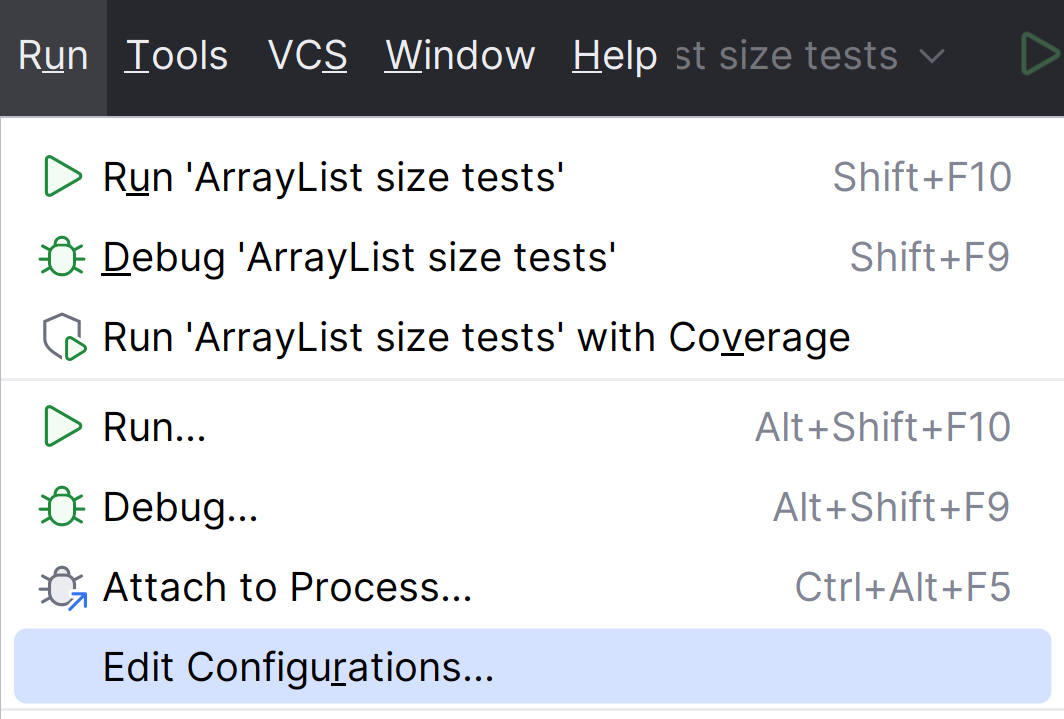 Run Tools VCS Window Help st size tests
Run 'ArrayList size tests' Shift+F10
Debug 'ArrayList size tests' Shift+F9
Run 'ArrayList size tests' with Coverage
Run... Alt+Shift+F10
Debug... Alt+Shift+F9
Attach to Process... Ctrl+Alt+F5
Edit Configurations...